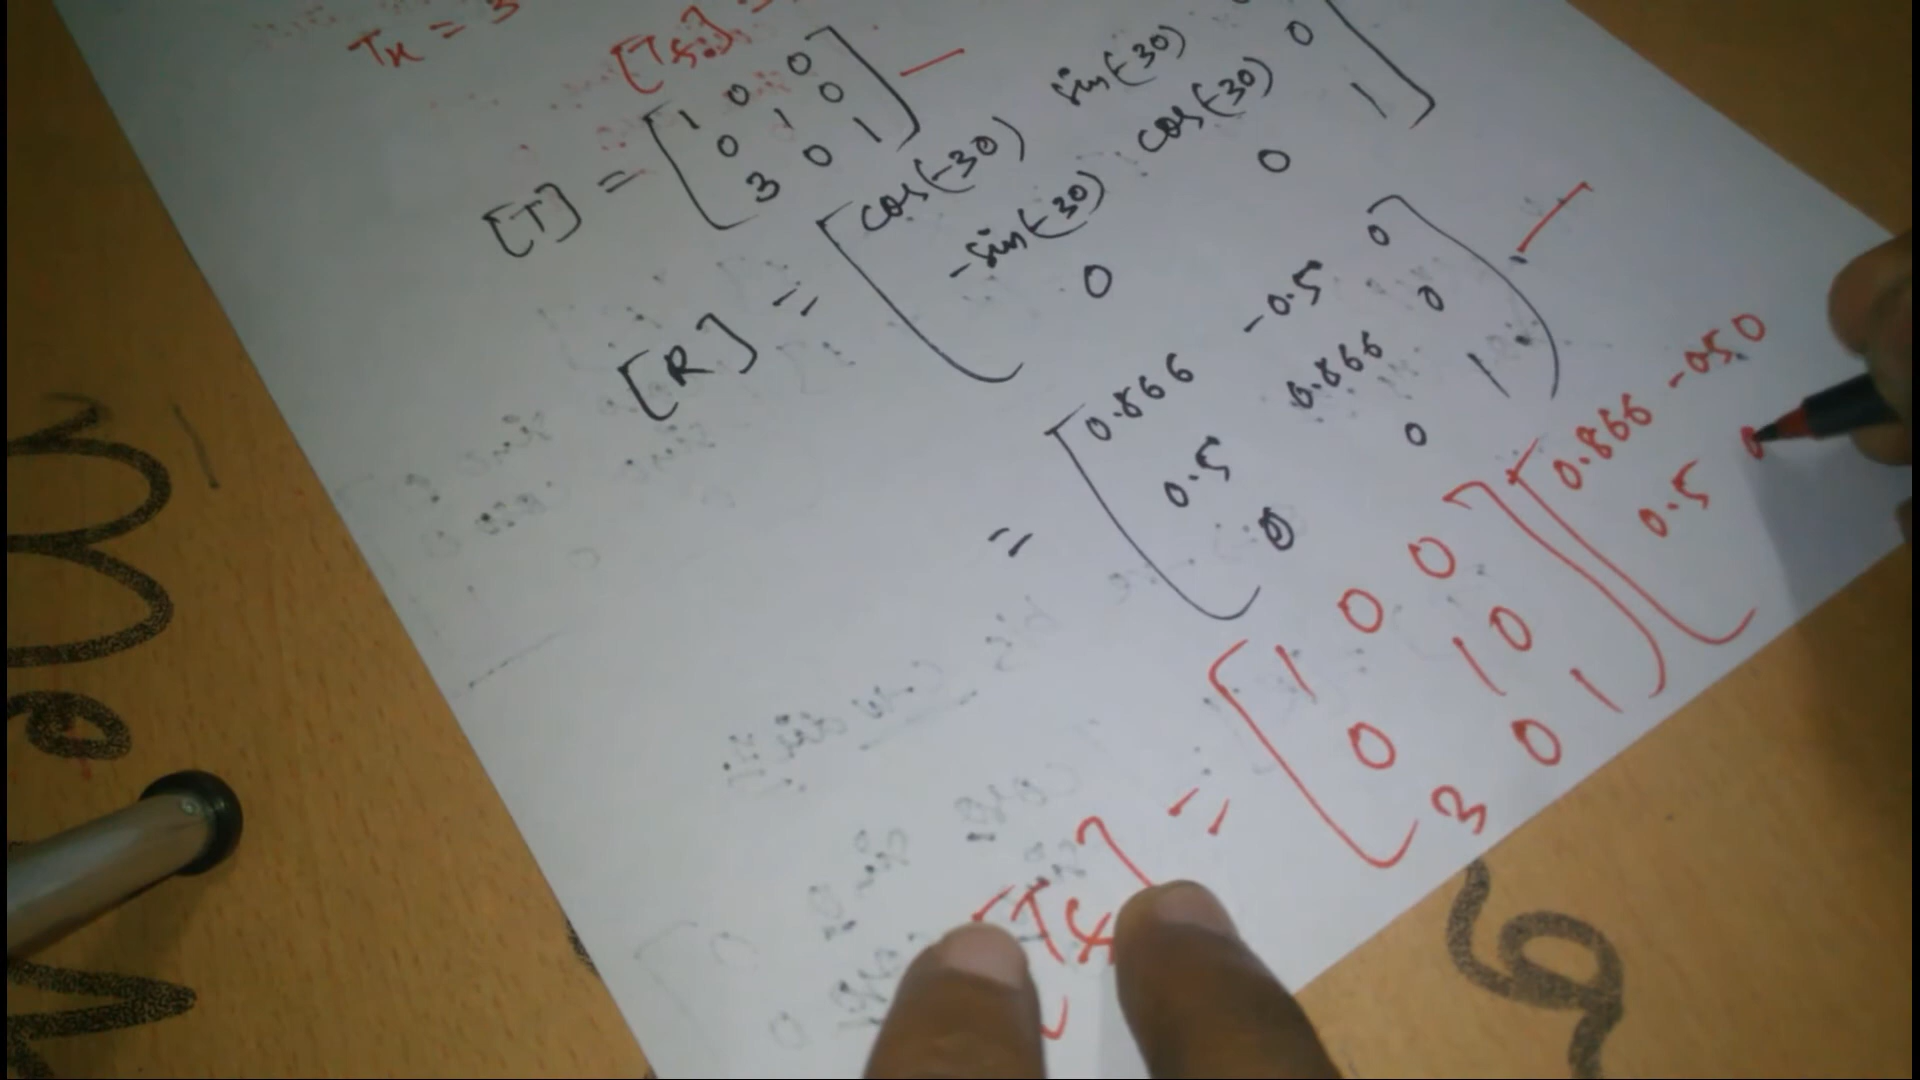 Tx = 3
[T] = [1 0 0
0 1 0
3 0 1]
[R] = [cos(-30) sin(-30)
-sin(-30) cos(-30) 0
0 0 1]
= [0.866 -0.5 0
0.5 0.866 0
0 0 1]
= [1 0 0] [0.866 -0.5 0
0 1 0 0.5 0
3 0 1